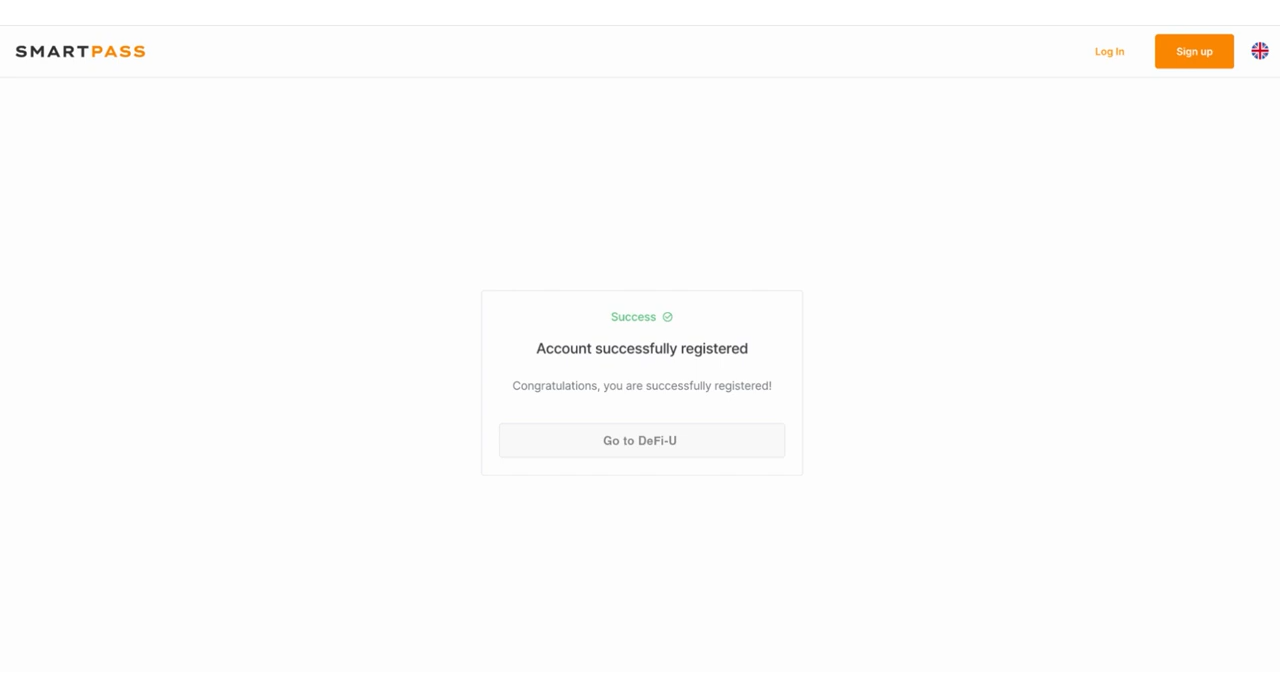 SMARTPASS
Log In
Sign up
Success
Account successfully registered
Congratulations, you are successfully registered!
Go to DeFi-U